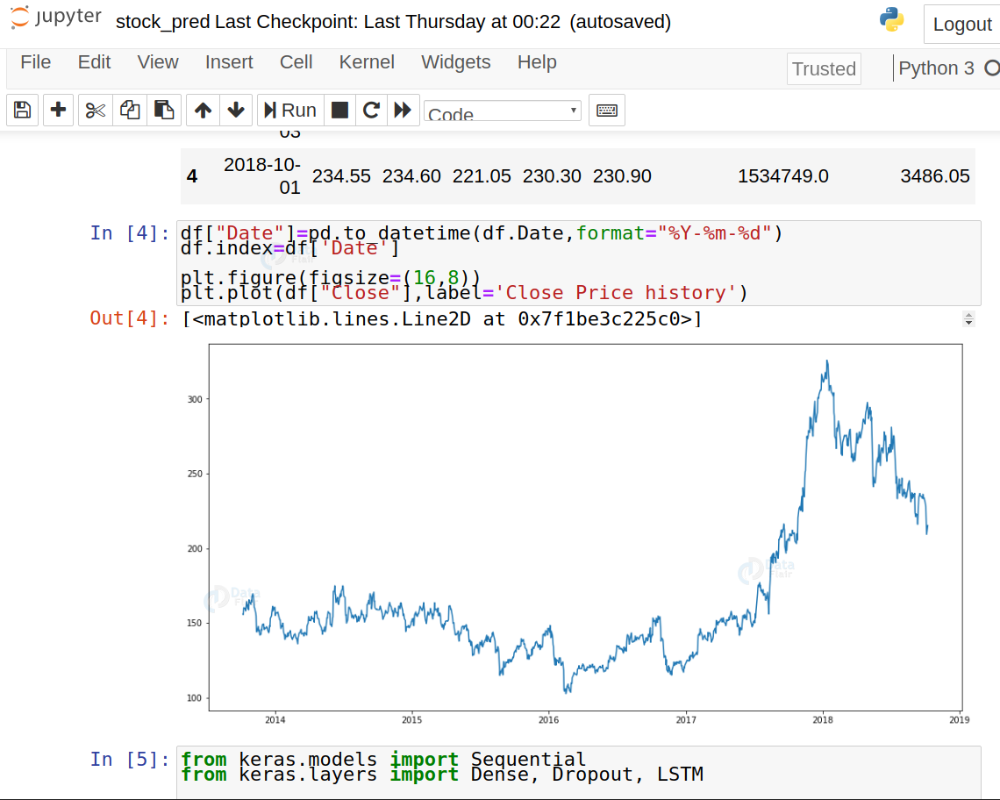 jupyter stock_pred Last Checkpoint: Last Thursday at 00:22 (autosaved)
Logout
File Edit View Insert Cell Kernel Widgets Help
Trusted
Python 3 O
Run
Code
03
4 2018-10-01 234.55 234.60 221.05 230.30 230.90 1534749.0 3486.05
In [4]:
df["Date"]=pd.to_datetime(df.Date,format="%Y-%m-%d")
df.index=df['Date']
plt.figure(figsize=(16,8))
plt.plot(df["Close"],label='Close Price history')
Out[4]: [<matplotlib.lines.Line2D at 0x7f1be3c225c0>]
300
250
200
150
100
2014 2015 2016 2017 2018 2019
Data
Flair
Data
Flair
Flair
In [5]:
from keras.models import Sequential
from keras.layers import Dense, Dropout, LSTM